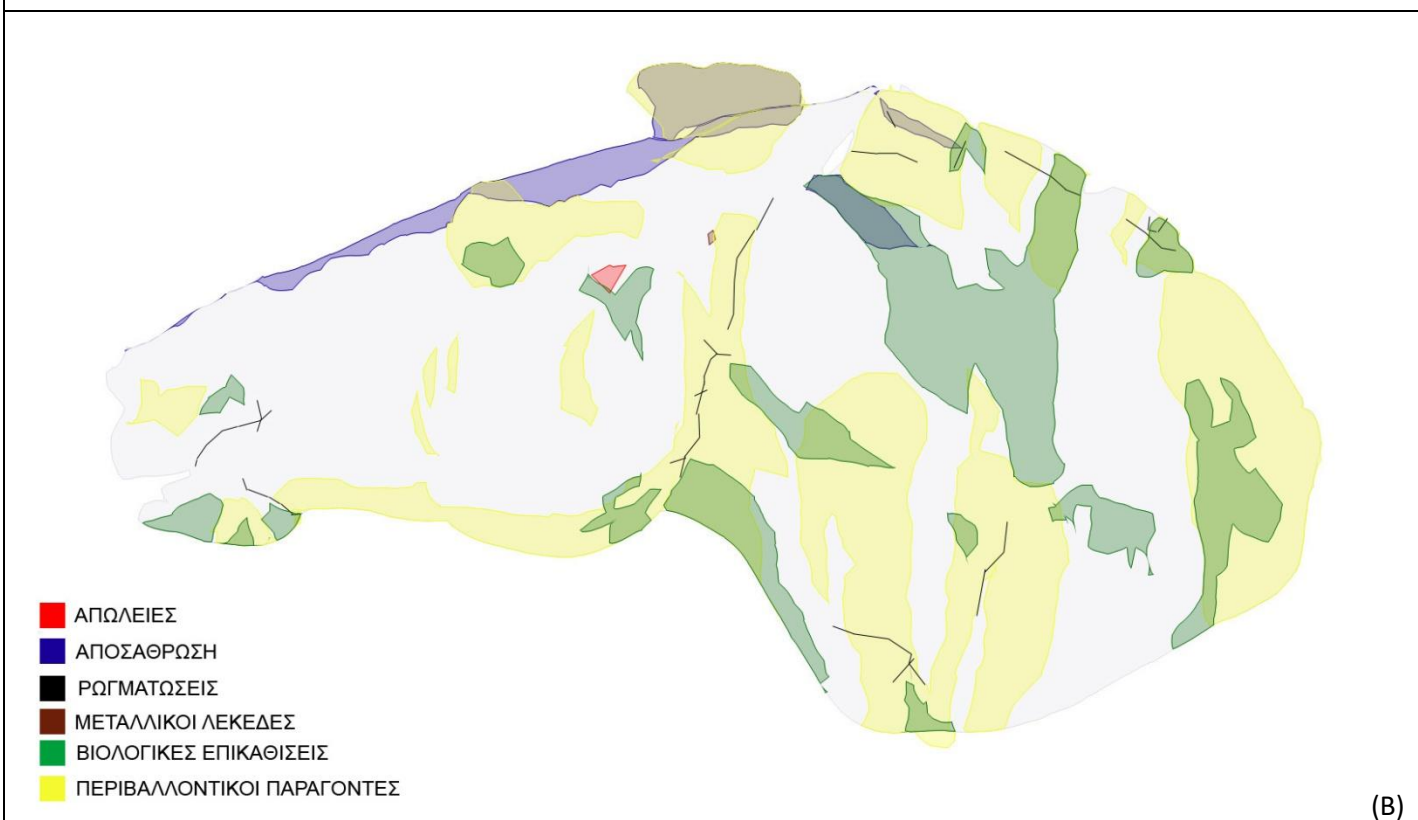 ΑΠΩΛΕΙΕΣ
ΑΠΟΣΑΘΡΩΣΗ
ΡΩΓΜΑΤΩΣΕΙΣ
ΜΕΤΑΛΛΙΚΟΙ ΛΕΚΕΔΕΣ
ΒΙΟΛΟΓΙΚΕΣ ΕΠΙΚΑΘΙΣΕΙΣ
ΠΕΡΙΒΑΛΛΟΝΤΙΚΟΙ ΠΑΡΑΓΟΝΤΕΣ
(Β)